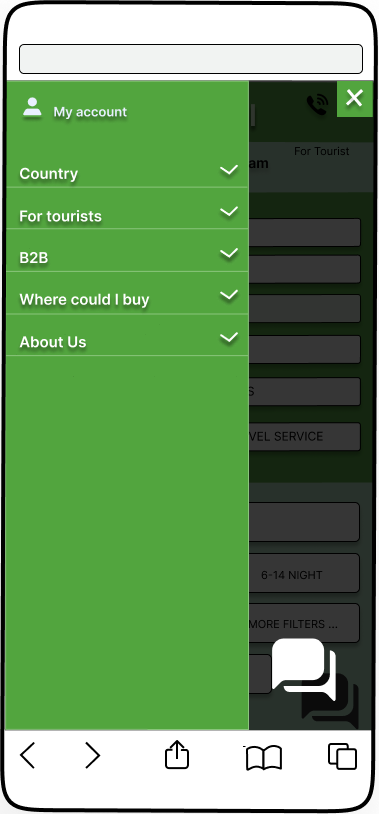 My account
For Tourist
am
Country
For tourists
B2B
Where could I buy
About Us
S
VEL SERVICE
6-14 NIGHT
MORE FILTERS ...